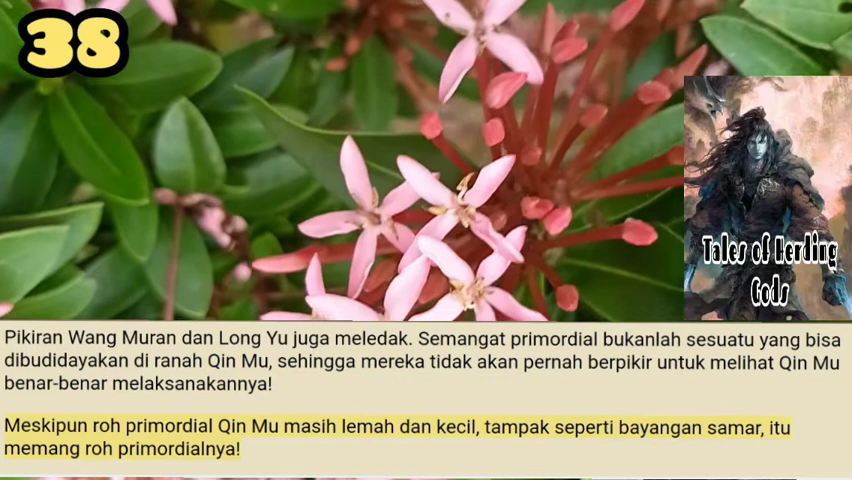 38
Tales of Herding
Gods
Pikiran Wang Muran dan Long Yu juga meledak. Semangat primordial bukanlah sesuatu yang bisa
dibudidayakan di ranah Qin Mu, sehingga mereka tidak akan pernah berpikir untuk melihat Qin Mu
benar-benar melaksanakannya!
Meskipun roh primordial Qin Mu masih lemah dan kecil, tampak seperti bayangan samar, itu
memang roh primordialnya!